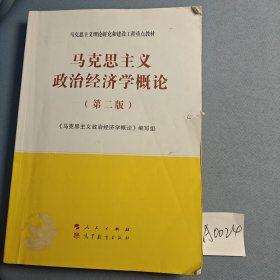 马克思主义理论研究和建设工程重点教材
马克思主义
政治经济学概论
（第二版）
《马克思主义政治经济学概论》编写组
人民出版社
高等教育出版社
A0024